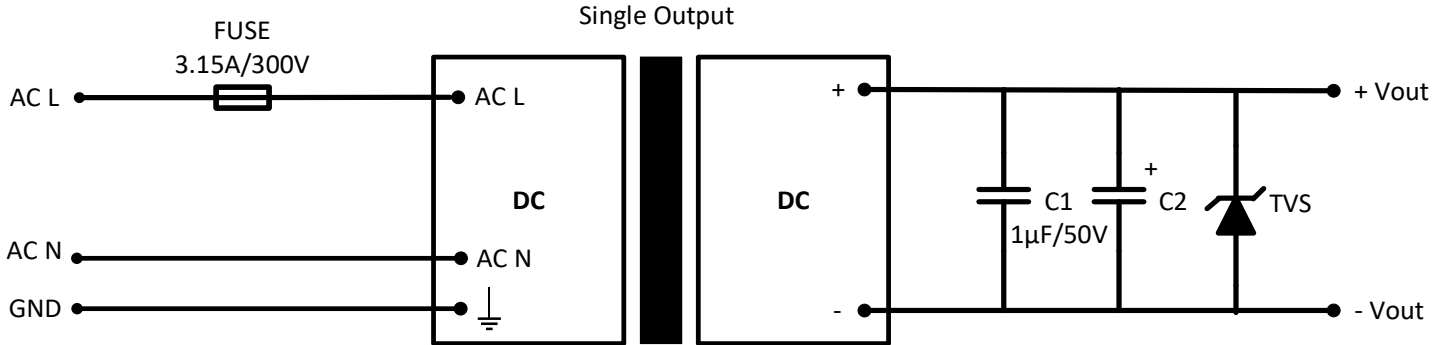 Single Output
FUSE
3.15A/300V
AC L
AC L
+
+ Vout
DC
DC
+
C1
C2
TVS
1µF/50V
AC N
AC N
GND
-
- Vout